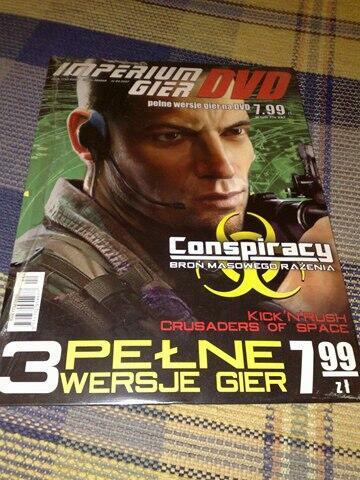 IMPERIUM
GIER DVD
pełne wersje gier na DVD 7.99
Conspiracy
BROŃ MASOWEGO RAŻENIA
KICK'N'RUSH
CRUSADERS OF SPACE
3 PEŁNE
WERSJE GIER
7 99
zł